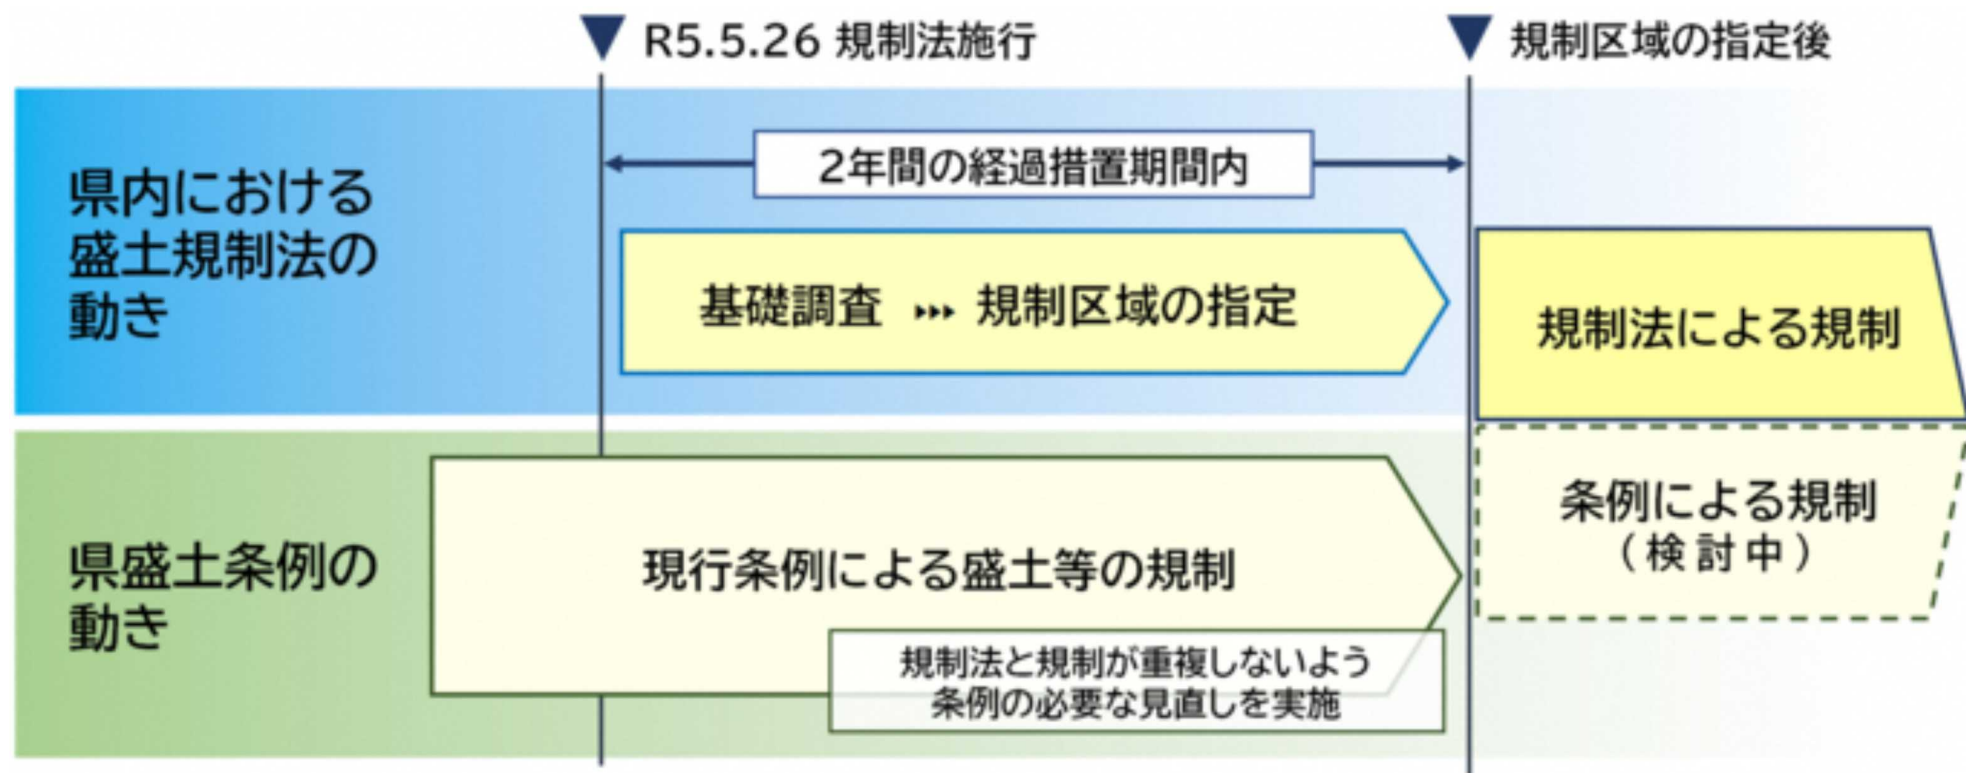 R5.5.26 規制法施行
規制区域の指定後
県内における
盛土規制法の
動き
2年間の経過措置期間内
基礎調査 ▸▸▸ 規制区域の指定
規制法による規制
県盛土条例の
動き
現行条例による盛土等の規制
規制法と規制が重複しないよう
条例の必要な見直しを実施
条例による規制
（検討中）